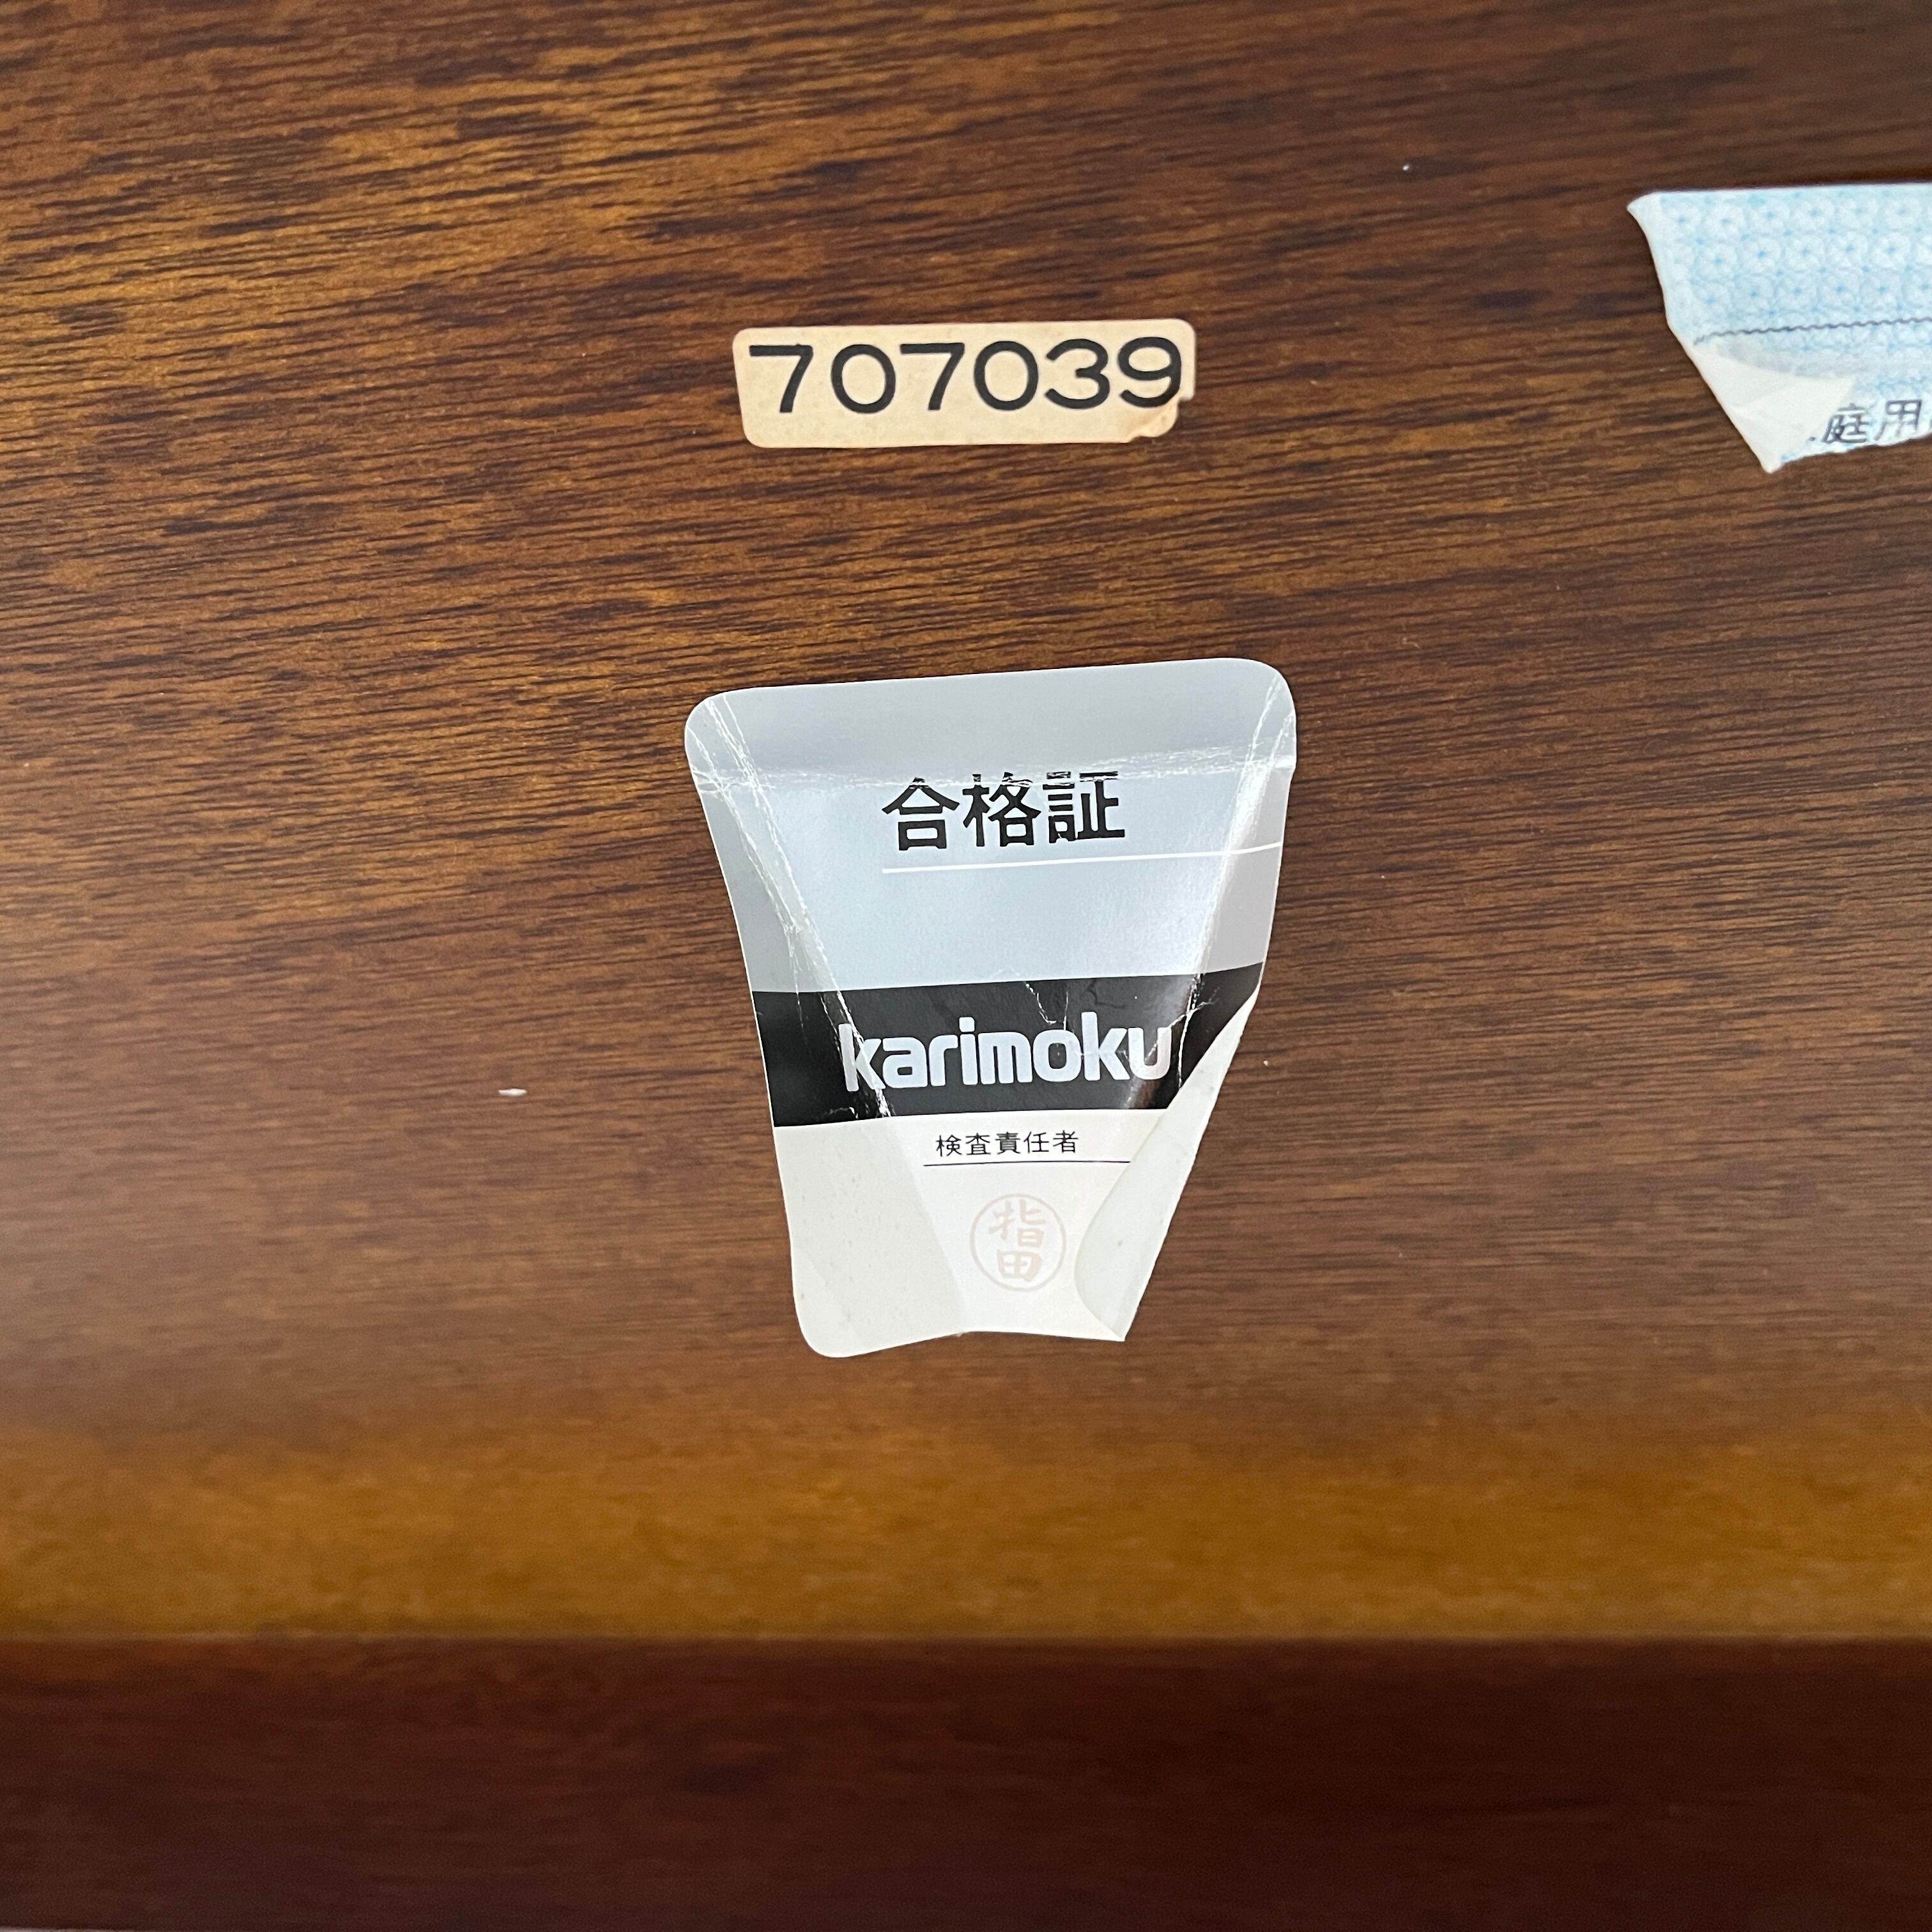 707039
庭用
合格証
karimoku
検査責任者
指田